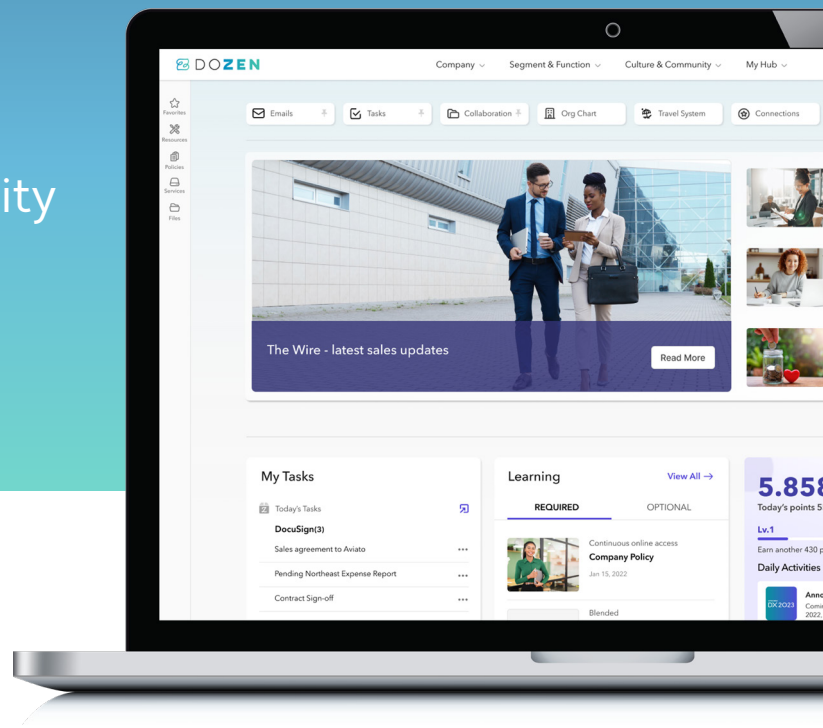 ity
DOZEN
Company
Segment & Function
Culture & Community
My Hub
Favorites
Resources
Policies
Services
Files
Emails
Tasks
Collaboration
Org Chart
Travel System
Connections
The Wire - latest sales updates
Read More
My Tasks
Today's Tasks
DocuSign(3)
Sales agreement to Aviato
Pending Northeast Expense Report
Contract Sign-off
Learning
View All →
REQUIRED
OPTIONAL
Continuous online access
Company Policy
Jan 15, 2022
Blended
5.858
Today's points 5
Lv.1
Earn another 430 p
Daily Activities
DX2023
Anno
Comi
2022,